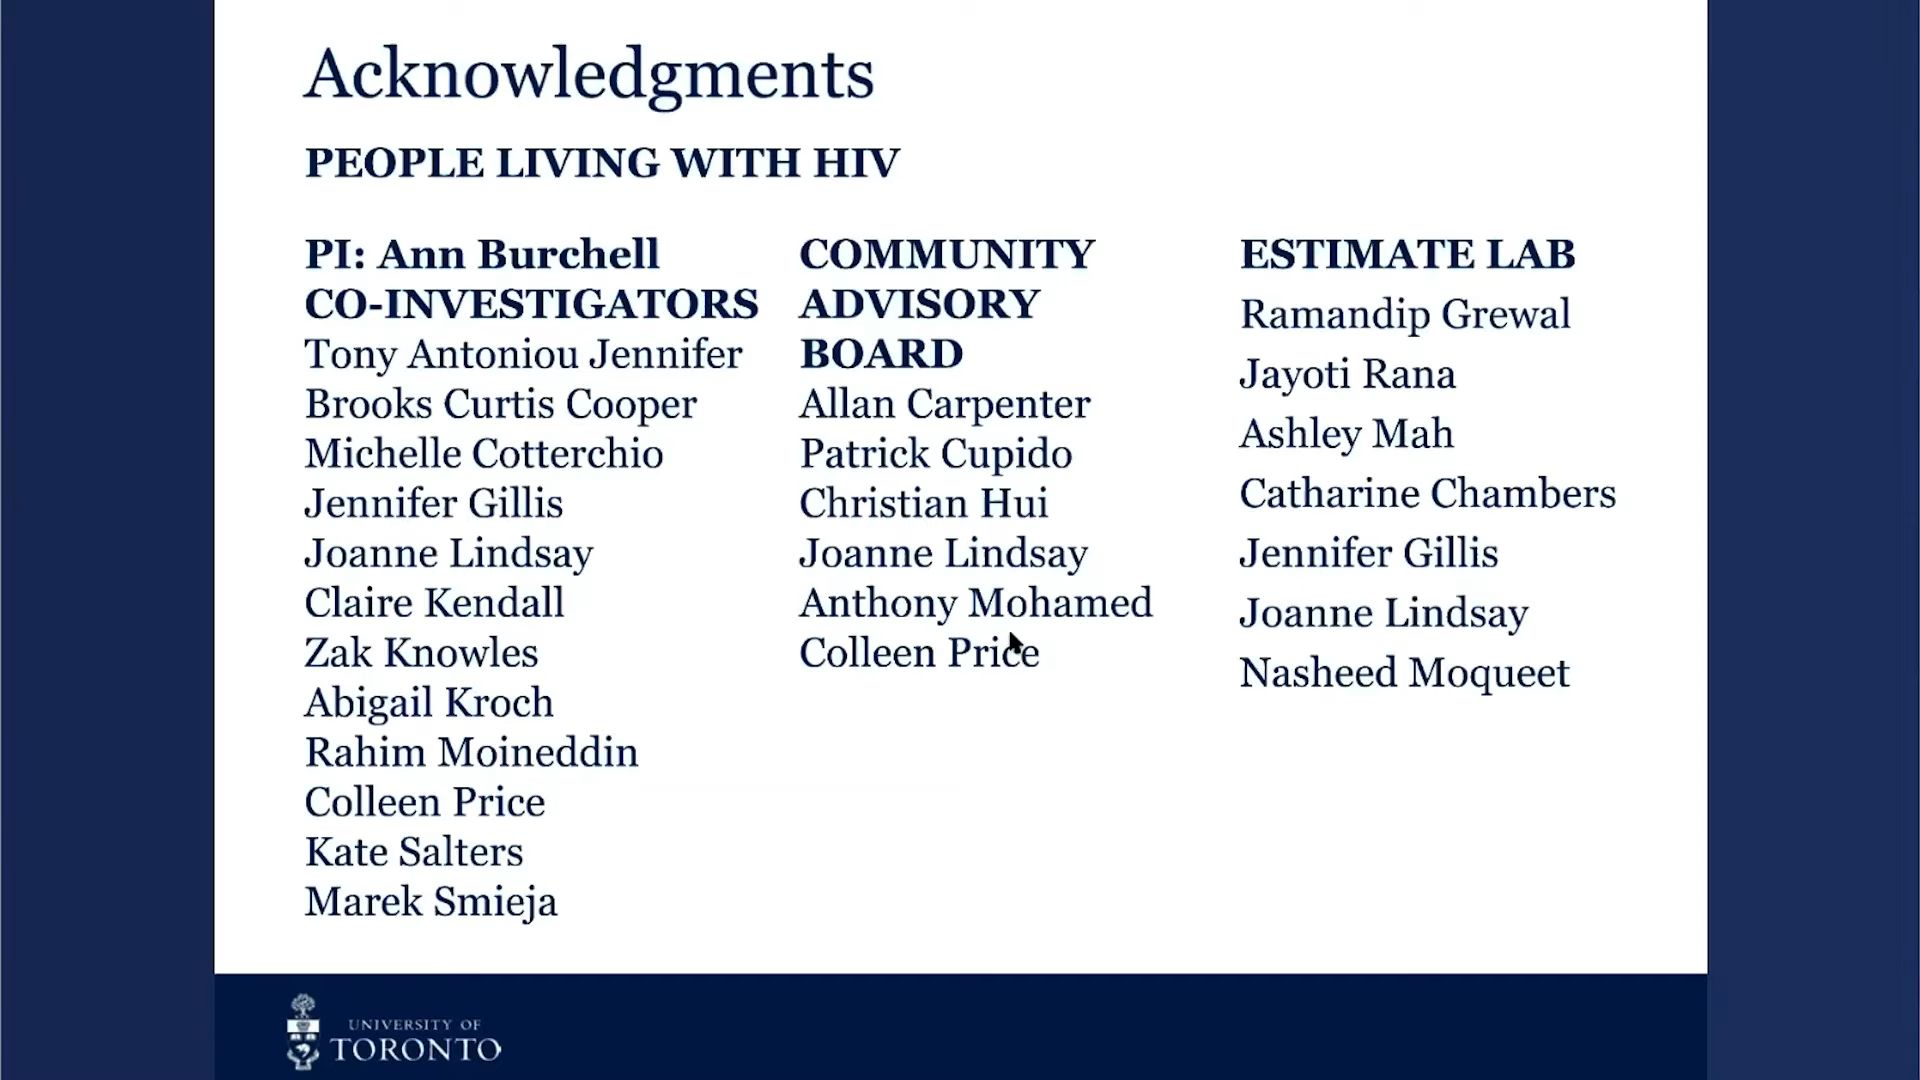 Acknowledgments
PEOPLE LIVING WITH HIV
PI: Ann Burchell
CO-INVESTIGATORS
Tony Antoniou Jennifer
Brooks Curtis Cooper
Michelle Cotterchio
Jennifer Gillis
Joanne Lindsay
Claire Kendall
Zak Knowles
Abigail Kroch
Rahim Moineddin
Colleen Price
Kate Salters
Marek Smieja
COMMUNITY
ADVISORY
BOARD
Allan Carpenter
Patrick Cupido
Christian Hui
Joanne Lindsay
Anthony Mohamed
Colleen Price
ESTIMATE LAB
Ramandip Grewal
Jayoti Rana
Ashley Mah
Catharine Chambers
Jennifer Gillis
Joanne Lindsay
Nasheed Moqueet
UNIVERSITY OF
TORONTO